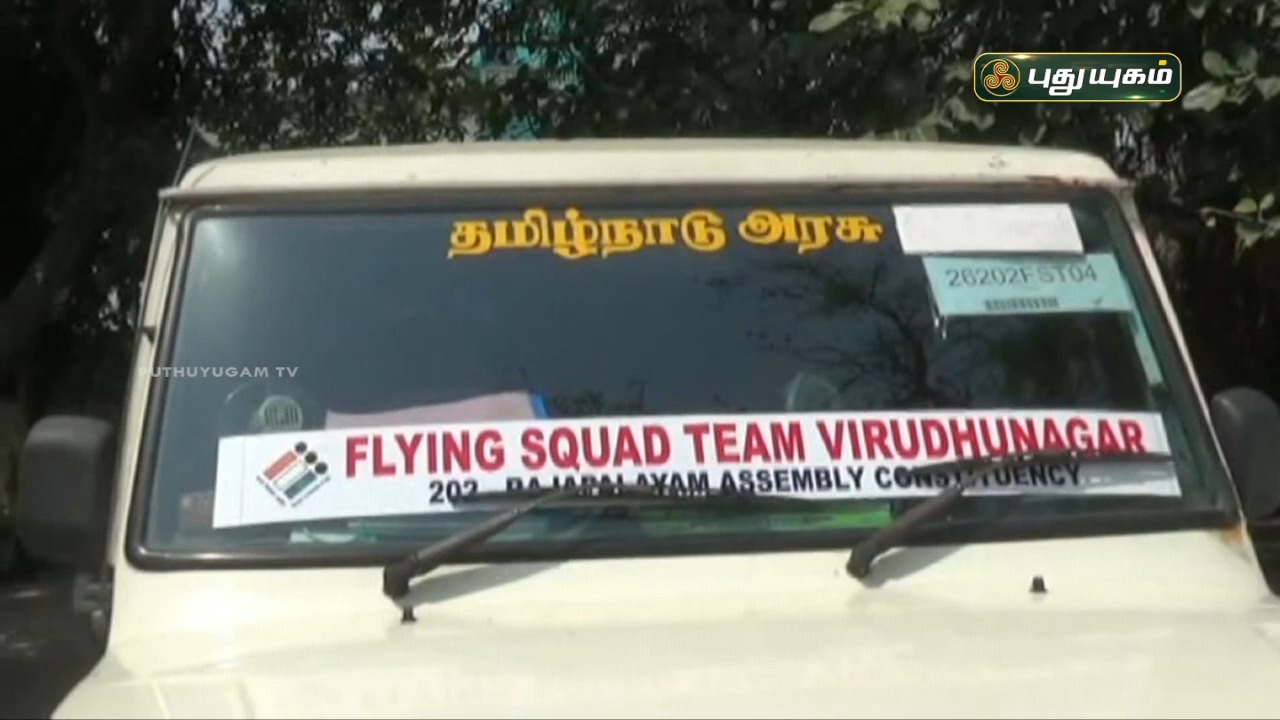 புதுயுகம்
தமிழ்நாடு அரசு
26202FST04
PUTHUYUGAM TV
FLYING SQUAD TEAM VIRUDHUNAGAR
202 RAJAPALAYAM ASSEMBLY CONSTITUENCY